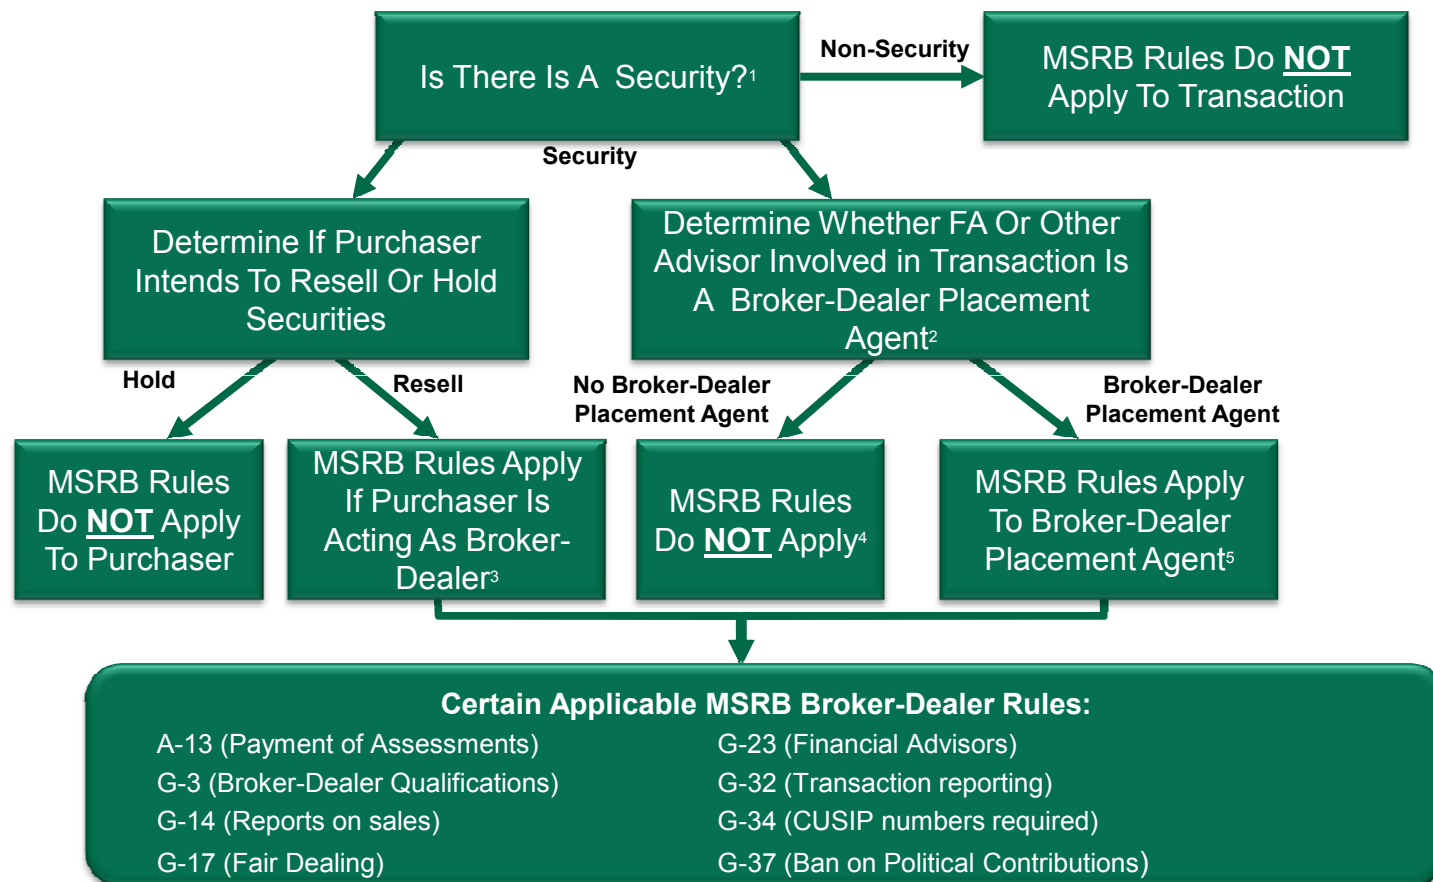 Is There Is A  Security?1
Non-Security
MSRB Rules Do NOT
Apply To Transaction
Security
Determine If Purchaser
Intends To Resell Or Hold
Securities
Determine Whether FA Or Other
Advisor Involved in Transaction Is
A  Broker-Dealer Placement
Agent2
Hold
Resell
No Broker-Dealer
Placement Agent
Broker-Dealer
Placement Agent
MSRB Rules
Do NOT Apply
To Purchaser
MSRB Rules Apply
If Purchaser Is
Acting As Broker-
Dealer3
MSRB Rules
Do NOT Apply4
MSRB Rules Apply
To Broker-Dealer
Placement Agent5
Certain Applicable MSRB Broker-Dealer Rules:
A-13 (Payment of Assessments)
G-3 (Broker-Dealer Qualifications)
G-14 (Reports on sales)
G-17 (Fair Dealing)
G-23 (Financial Advisors)
G-32 (Transaction reporting)
G-34 (CUSIP numbers required)
G-37 (Ban on Political Contributions)